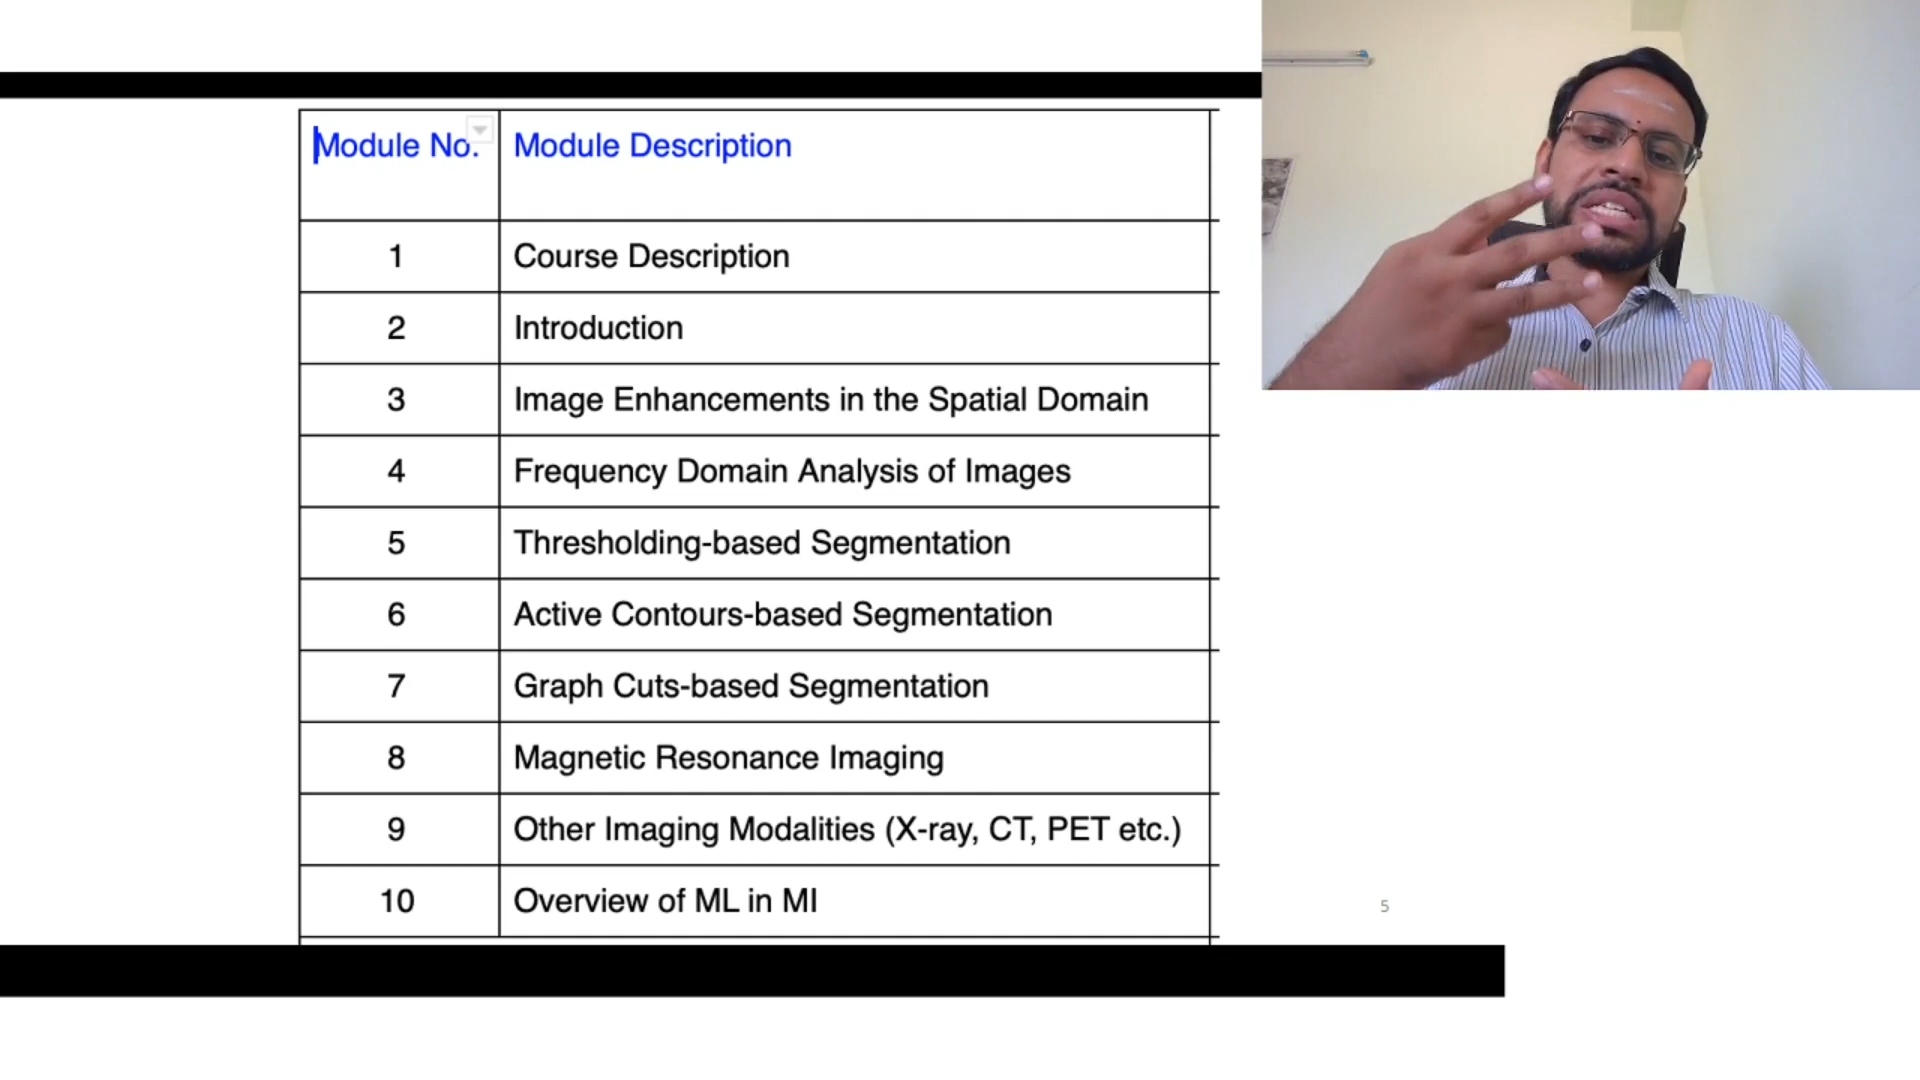 Module No. Module Description
1 Course Description
2 Introduction
3 Image Enhancements in the Spatial Domain
4 Frequency Domain Analysis of Images
5 Thresholding-based Segmentation
6 Active Contours-based Segmentation
7 Graph Cuts-based Segmentation
8 Magnetic Resonance Imaging
9 Other Imaging Modalities (X-ray, CT, PET etc.)
10 Overview of ML in MI
5